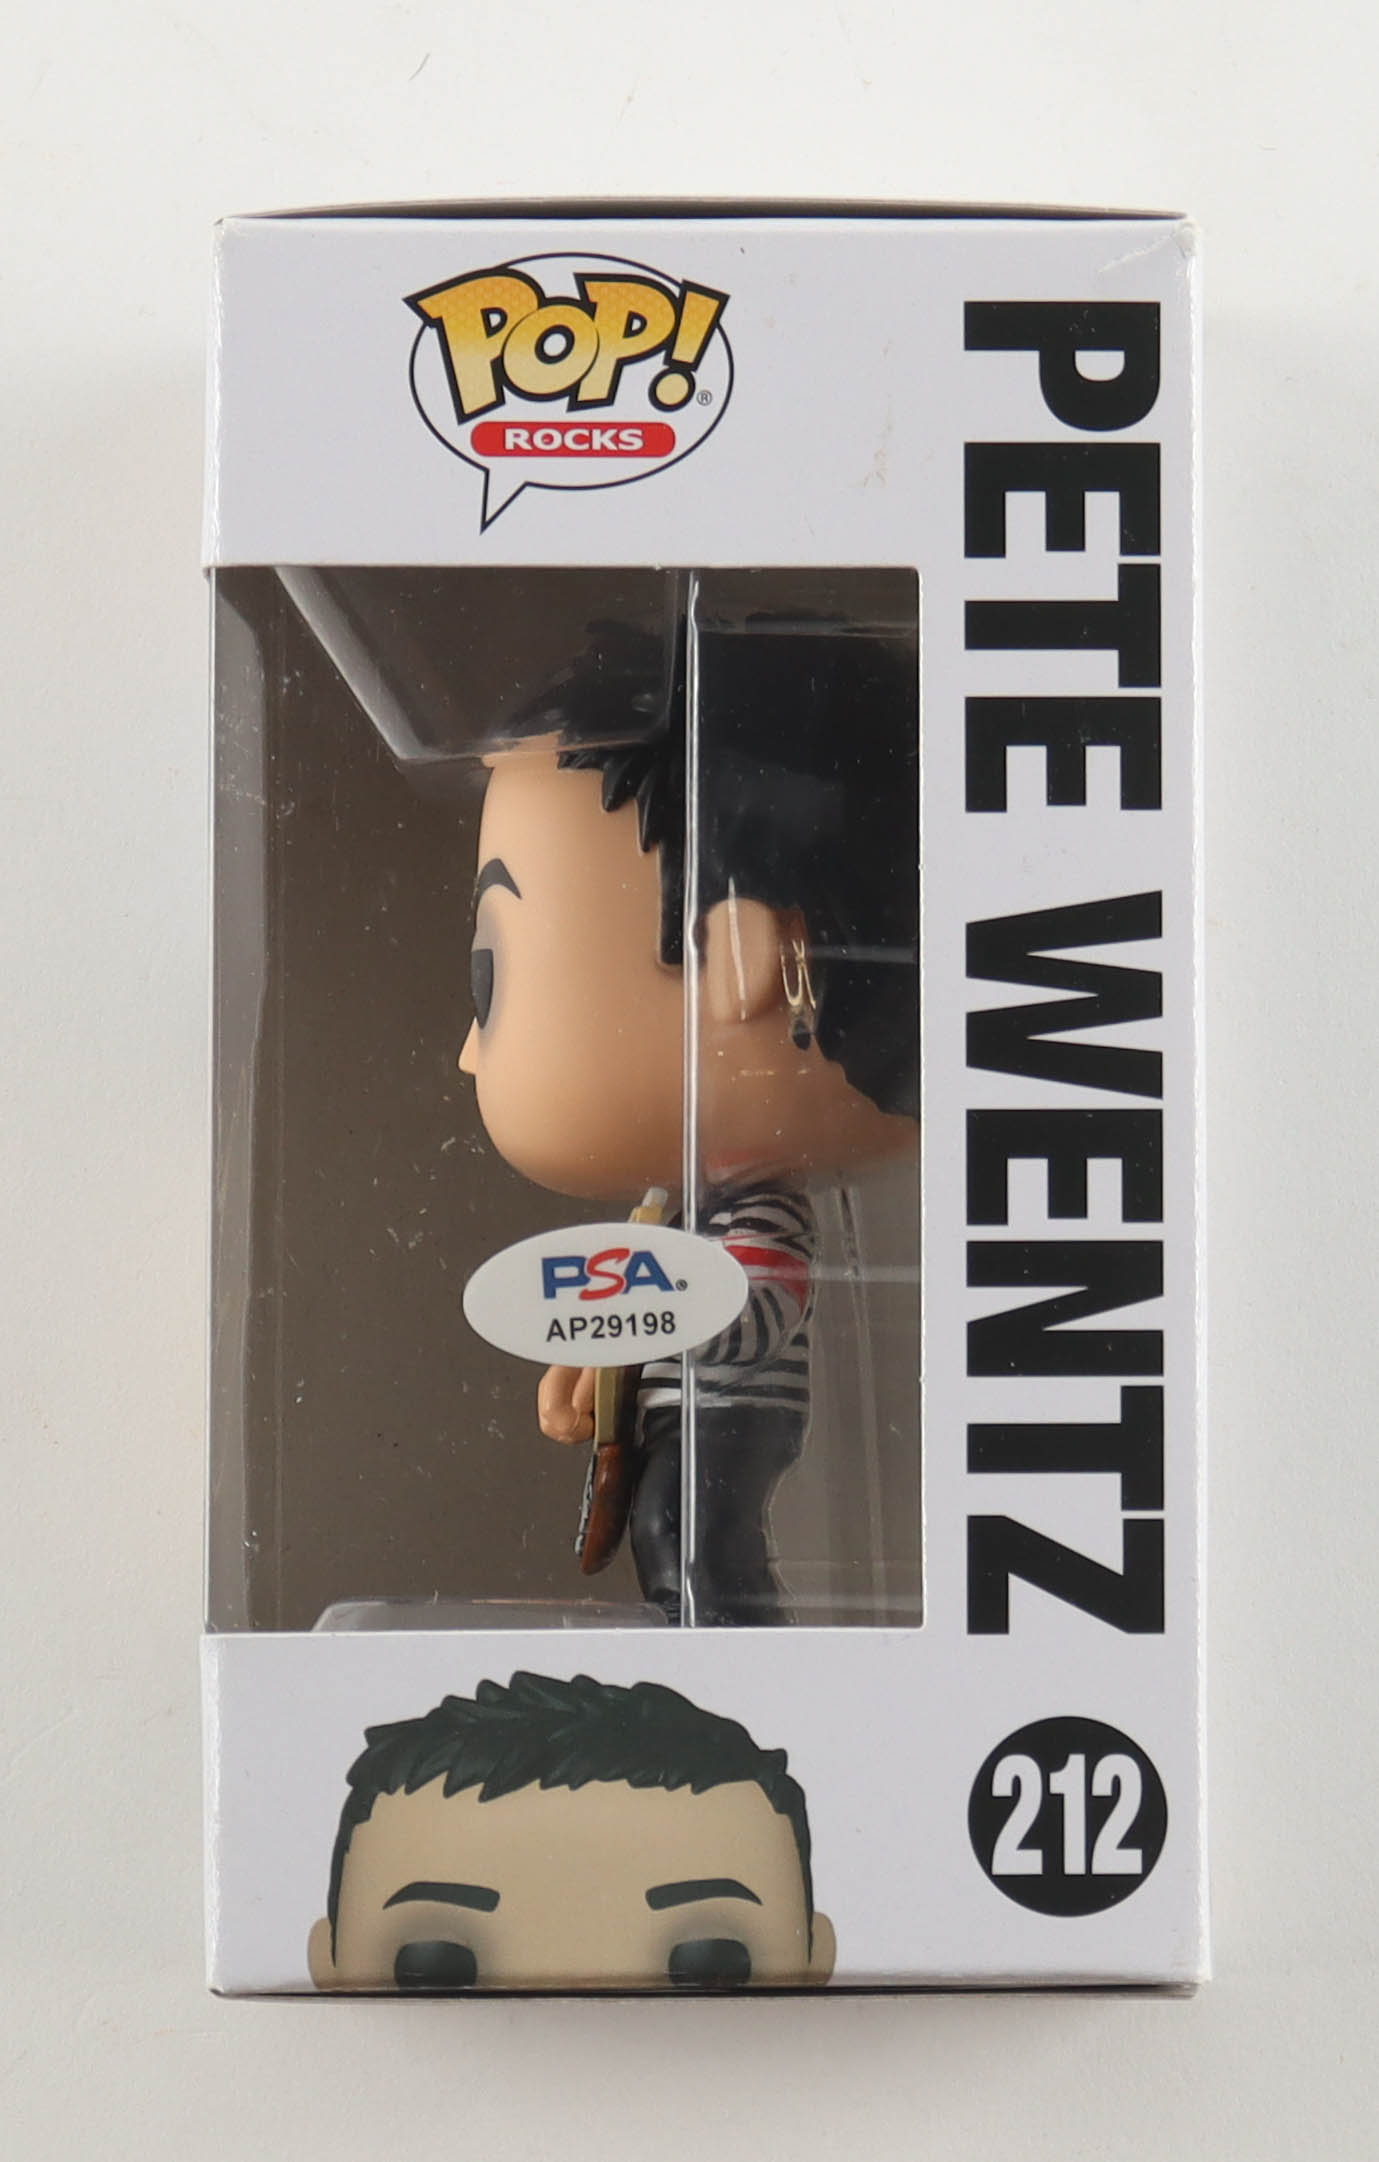 POP!®
ROCKS
PETE WENTZ
PSA®
AP29198
212